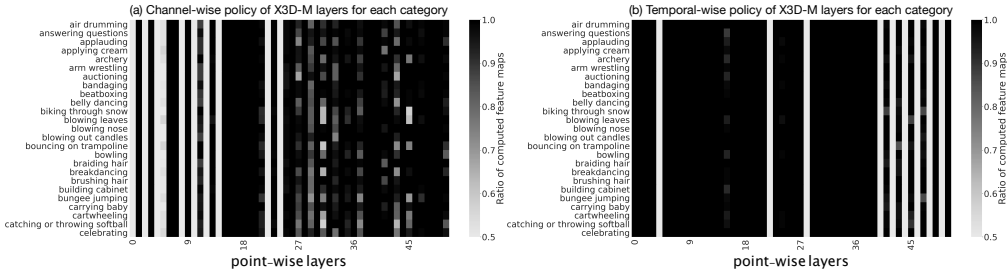 (a) Channel-wise policy of X3D-M layers for each category
air drumming
answering questions
applauding
applying cream
archery
arm wrestling
auctioning
bandaging
beatboxing
belly dancing
biking through snow
blowing leaves
blowing nose
blowing out candles
bouncing on trampoline
bowling
braiding hair
breakdancing
brushing hair
building cabinet
bungee jumping
carrying baby
cartwheeling
catching or throwing softball
celebrating
0 9 18 27 36 45
point-wise layers
1.0
0.9
0.8
0.7
0.6
0.5
Ratio of computed feature maps
(b) Temporal-wise policy of X3D-M layers for each category
air drumming
answering questions
applauding
applying cream
archery
arm wrestling
auctioning
bandaging
beatboxing
belly dancing
biking through snow
blowing leaves
blowing nose
blowing out candles
bouncing on trampoline
bowling
braiding hair
breakdancing
brushing hair
building cabinet
bungee jumping
carrying baby
cartwheeling
catching or throwing softball
celebrating
0 9 18 27 36 45
point-wise layers
1.0
0.9
0.8
0.7
0.6
0.5
Ratio of computed feature maps